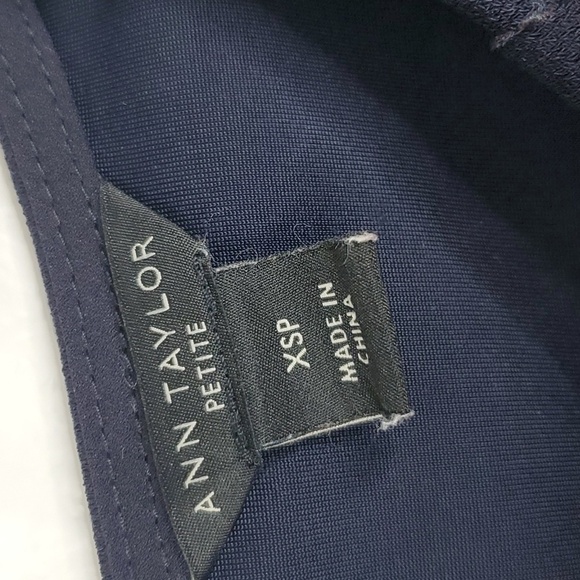 ANN TAYLOR
PETITE
XSP
MADE IN
CHINA